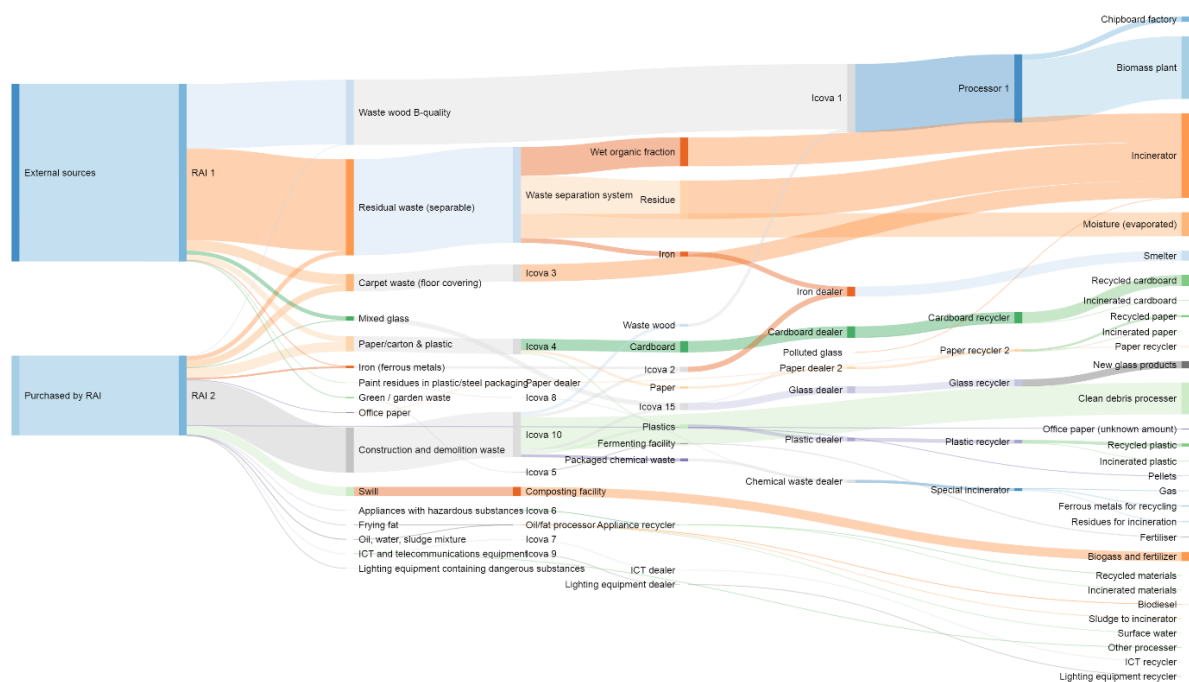 External sources
Purchased by RAI
RAI 1
RAI 2
Waste wood B-quality
Residual waste (separable)
Carpet waste (floor covering)
Mixed glass
Paper/carton & plastic
Iron (ferrous metals)
Paint residues in plastic/steel packaging
Green / garden waste
Office paper
Construction and demolition waste
Swill
Appliances with hazardous substances
Frying fat
Oil, water, sludge mixture
ICT and telecommunications equipment
Lighting equipment containing dangerous substances
Waste separation system
Icova 3
Icova 4
Paper dealer
Icova 8
Icova 10
Icova 5
Composting facility
Icova 6
Oil/fat processor
Icova 7
Icova 9
Wet organic fraction
Residue
Iron
Waste wood
Cardboard
Icova 2
Paper
Icova 15
Plastics
Fermenting facility
Packaged chemical waste
Appliance recycler
ICT dealer
Lighting equipment dealer
Icova 1
Iron dealer
Cardboard dealer
Polluted glass
Paper dealer 2
Glass dealer
Plastic dealer
Chemical waste dealer
Processor 1
Cardboard recycler
Paper recycler 2
Glass recycler
Plastic recycler
Special incinerator
Chipboard factory
Biomass plant
Incinerator
Moisture (evaporated)
Smelter
Recycled cardboard
Incinerated cardboard
Recycled paper
Incinerated paper
Paper recycler
New glass products
Clean debris processer
Office paper (unknown amount)
Recycled plastic
Incinerated plastic
Pellets
Gas
Ferrous metals for recycling
Residues for incineration
Fertiliser
Biogass and fertilizer
Recycled materials
Incinerated materials
Biodiesel
Sludge to incinerator
Surface water
Other processer
ICT recycler
Lighting equipment recycler